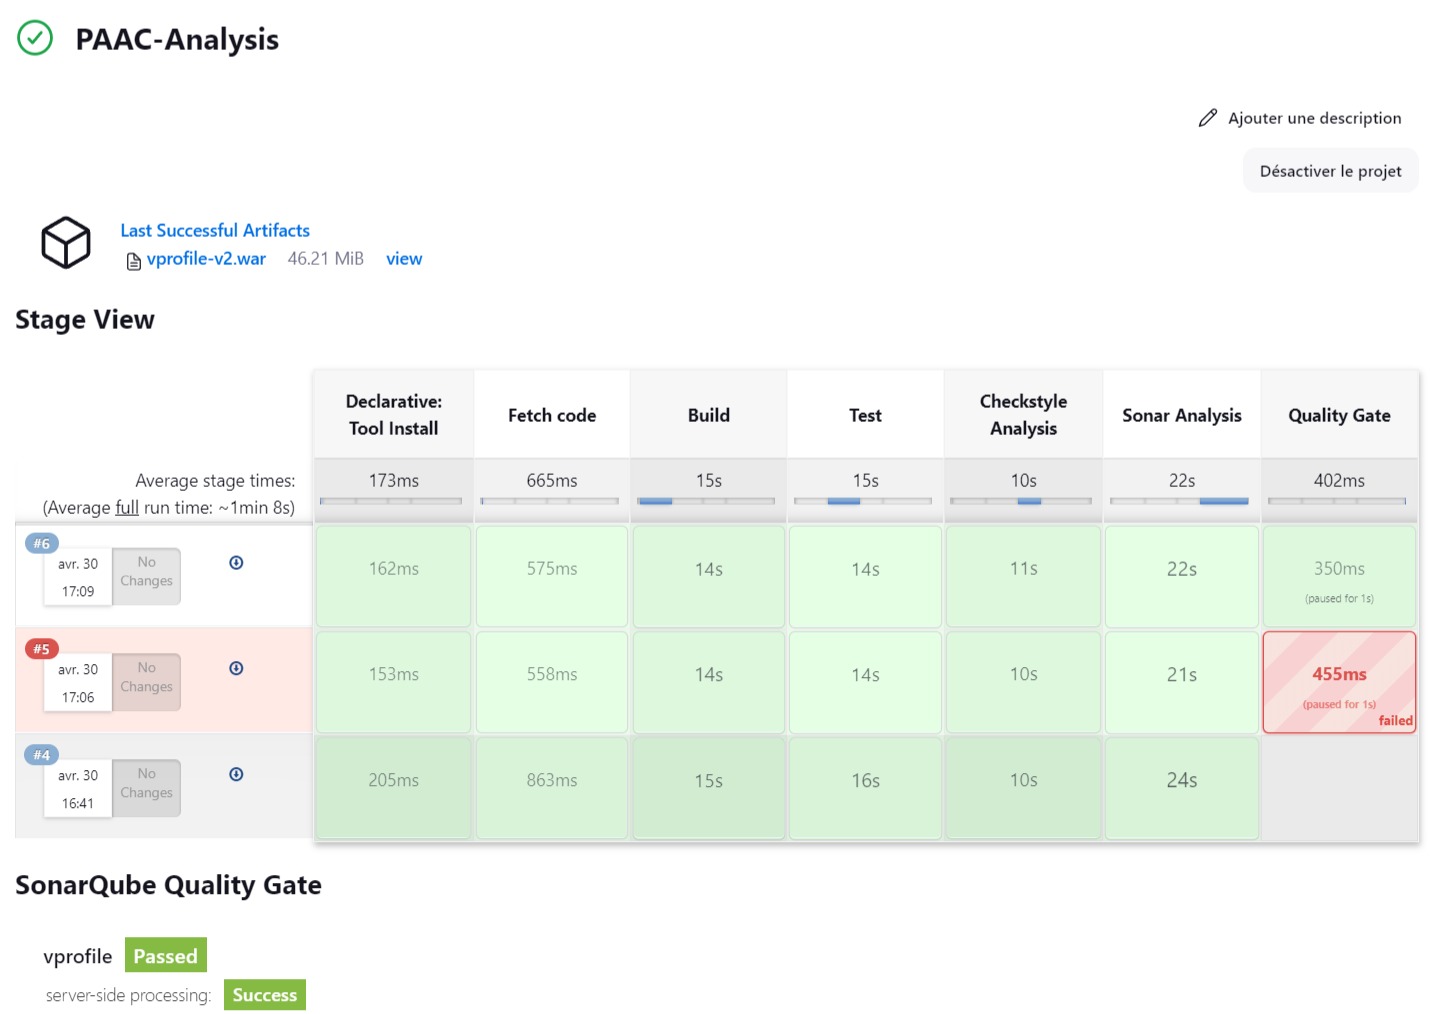 PAAC-Analysis
Ajouter une description
Désactiver le projet
Last Successful Artifacts
vprofile-v2.war 46.21 MiB view
Stage View
Declarative: Tool Install Fetch code Build Test Checkstyle Analysis Sonar Analysis Quality Gate
Average stage times: 173ms 665ms 15s 15s 10s 22s 402ms
(Average full run time: ~1min 8s)
#6
avr. 30 17:09 No Changes 162ms 575ms 14s 14s 11s 22s 350ms
(paused for 1s)
#5
avr. 30 17:06 No Changes 153ms 558ms 14s 14s 10s 21s 455ms
(paused for 1s)
failed
#4
avr. 30 16:41 No Changes 205ms 863ms 15s 16s 10s 24s
SonarQube Quality Gate
vprofile Passed
server-side processing: Success